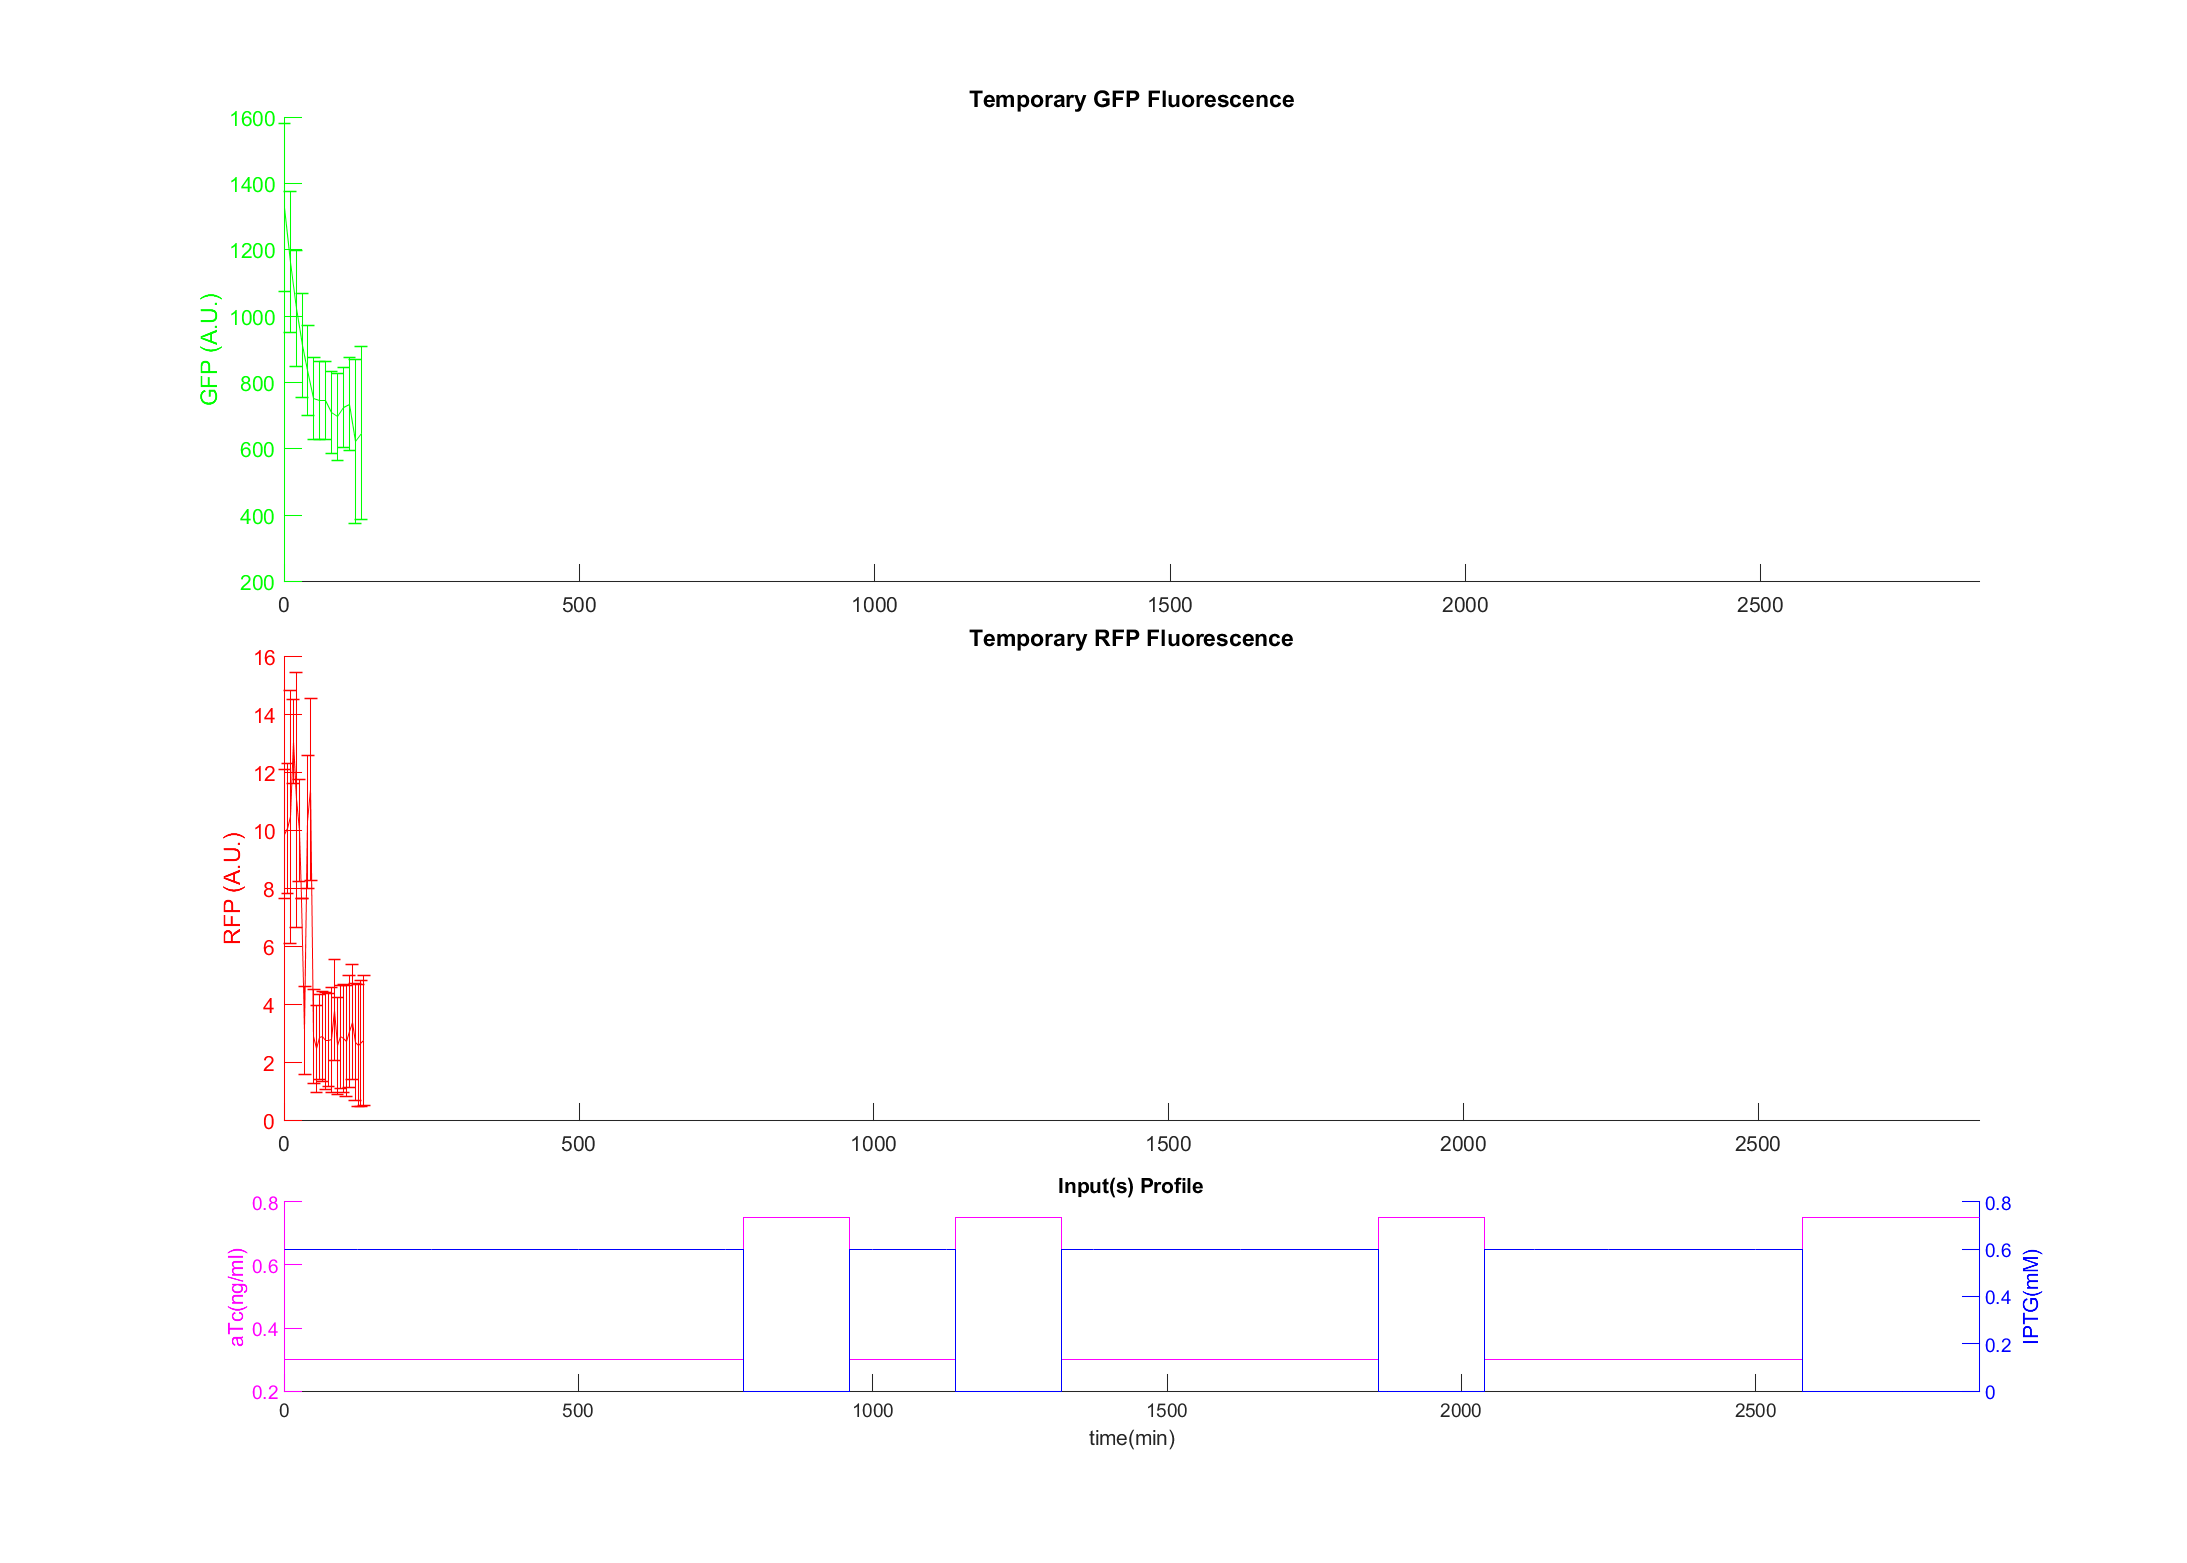 Temporary GFP Fluorescence
1600
1400
1200
1000
800
600
400
200
GFP (A.U.)
0 500 1000 1500 2000 2500
Temporary RFP Fluorescence
16
14
12
10
8
6
4
2
0
RFP (A.U.)
0 500 1000 1500 2000 2500
Input(s) Profile
0.8 0.8
0.6 0.6
0.4 0.4
0.2
0.2 0
aTc(ng/ml)
IPTG(mM)
0 500 1000 1500 2000 2500
time(min)